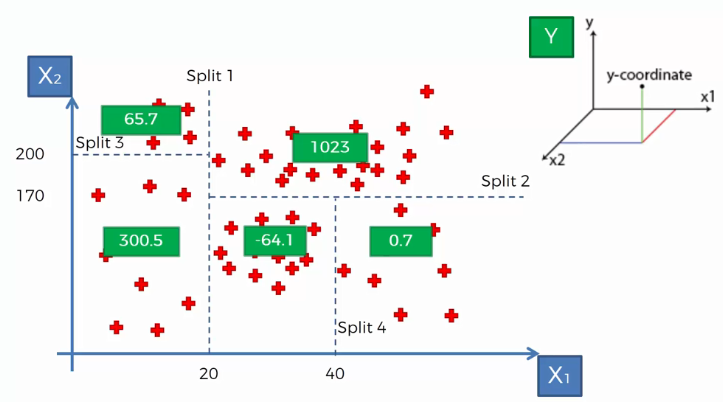 Y
y
y-coordinate
x1
x2
X₂
Split 1
65.7
Split 3
1023
200
170
Split 2
300.5
-64.1
0.7
Split 4
20
40
X₁